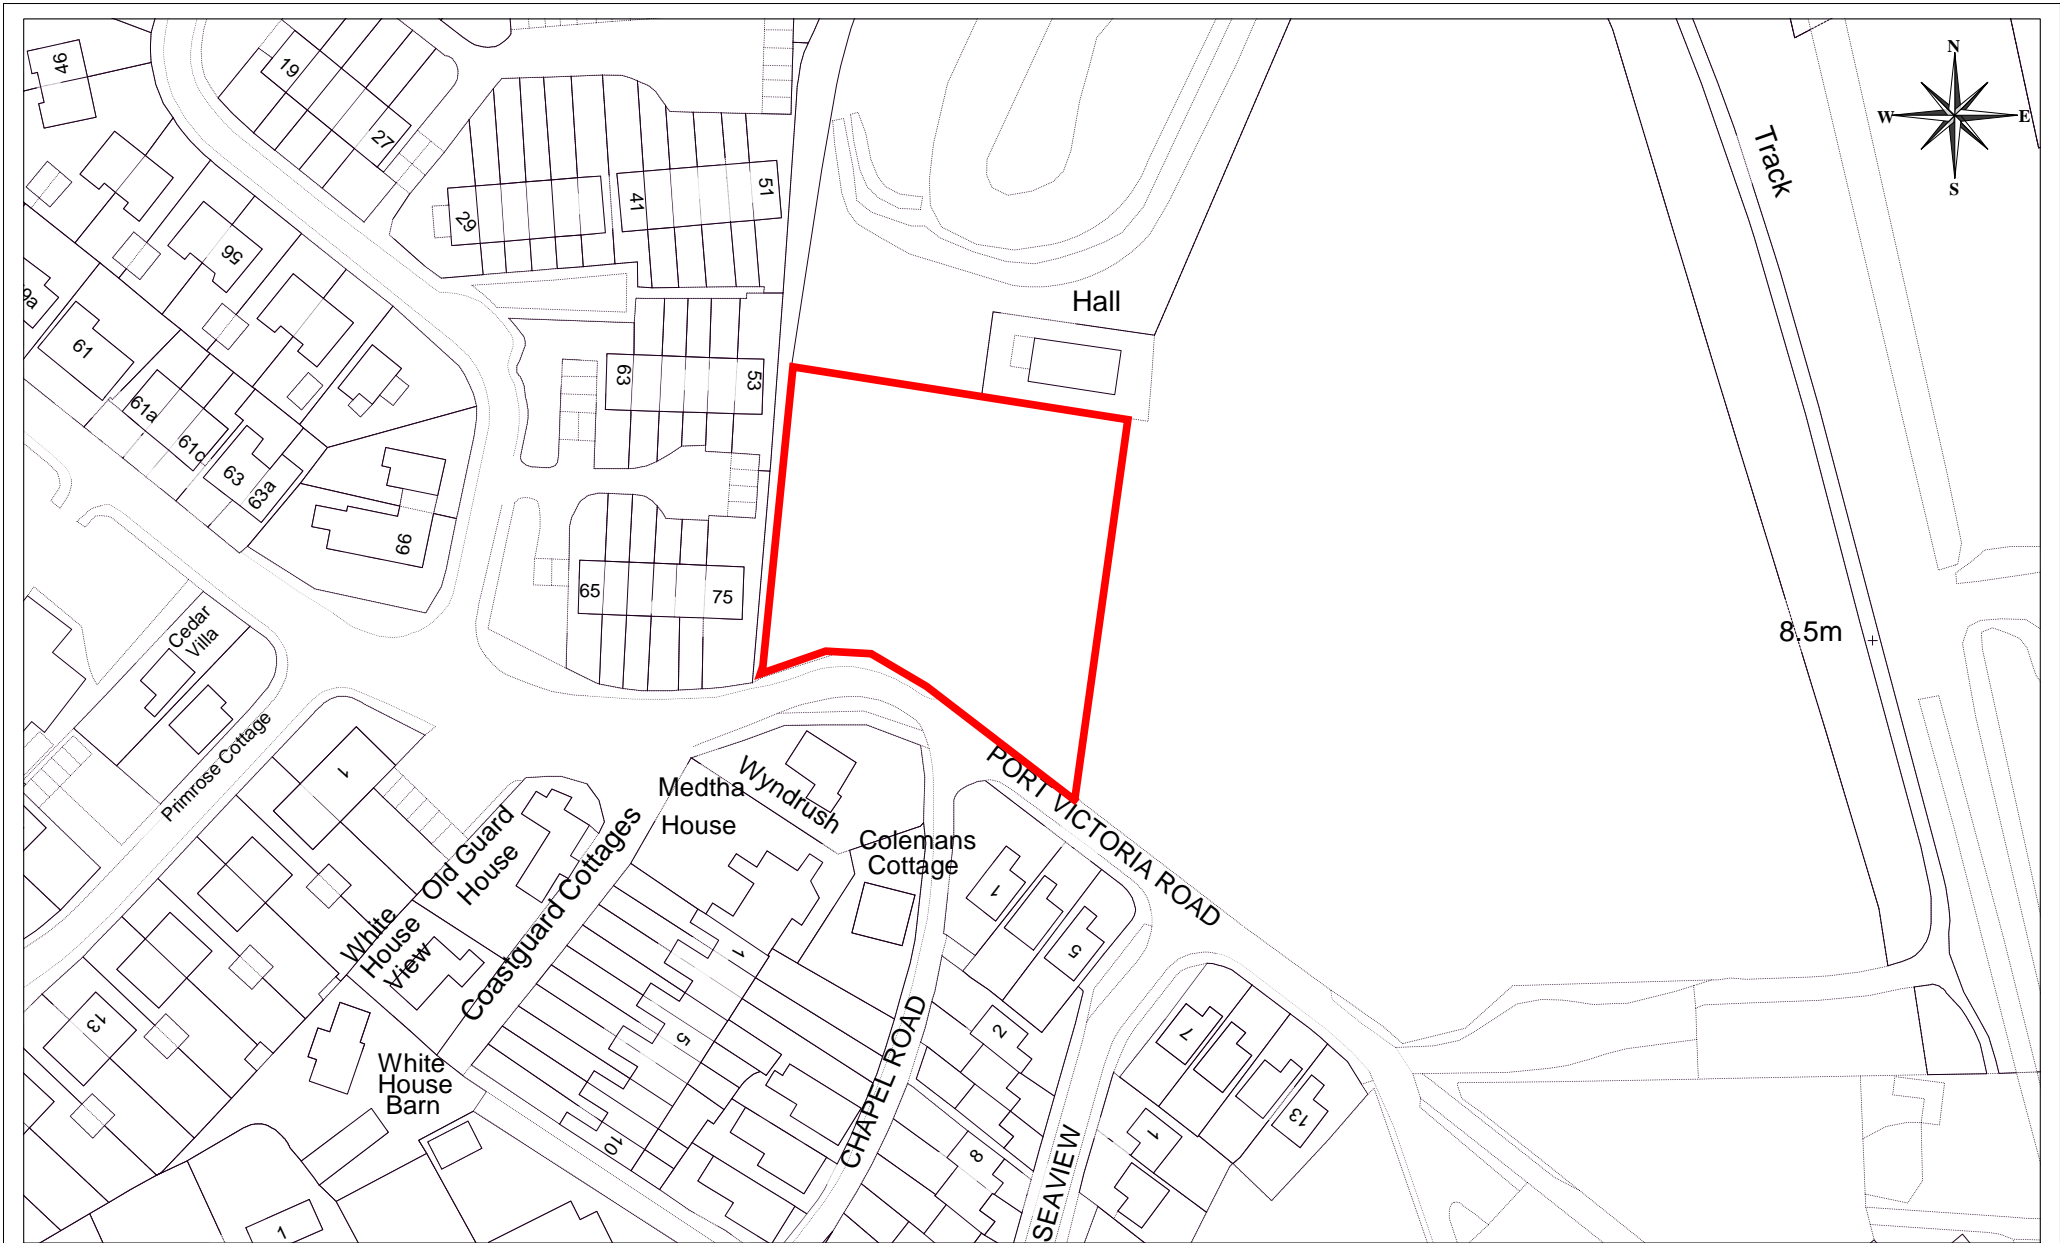 46
19
27
N
W
E
S
Track
29
41
51
56
9a
61
Hall
61a
61c
63
63a
63
53
66
65
75
8.5m
Cedar
Villa
Primrose Cottage
1
Old Guard
House
Coastguard Cottages
Medtha
House
Wyndrush
Colemans
Cottage
PORT VICTORIA ROAD
1
5
White
House
View
1
5
10
13
White
House
Barn
CHAPEL ROAD
2
8
SEAVIEW
7
13
1
1